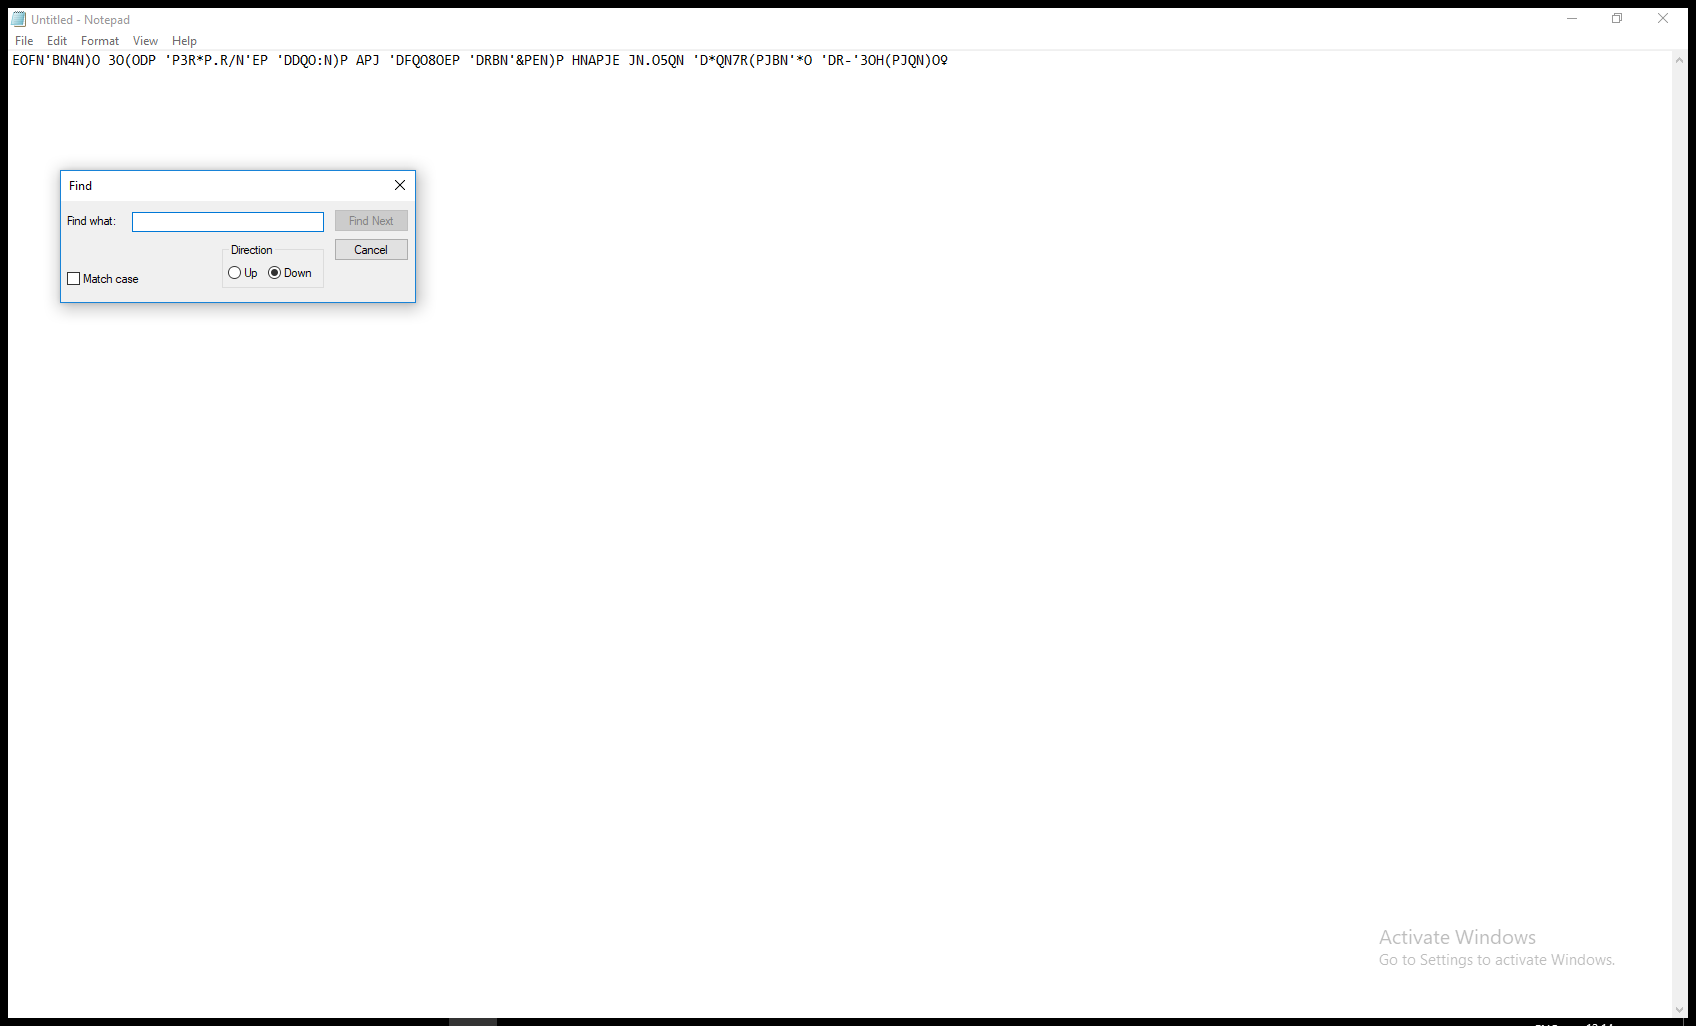 Untitled - Notepad
File Edit Format View Help
EOFN'BN4N)O 3O(ODP 'P3R*P.R/N'EP 'DDQO:N)P APJ 'DFQO8OEP 'DRBN'&PEN)P HNAPJE JN.O5QN 'D*QN7R(PJBN'*O 'DR-'3OH(PJQN)O♀
Find
Find what:
Find Next
Direction
Cancel
Up Down
Match case
Activate Windows
Go to Settings to activate Windows.